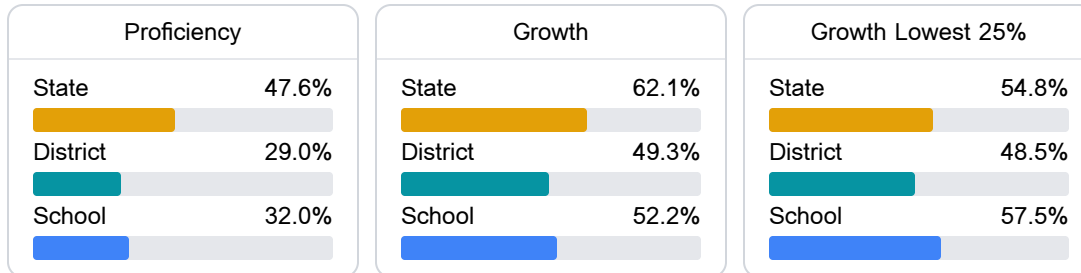 Proficiency
State 47.6%
District 29.0%
School 32.0%
Growth
State 62.1%
District 49.3%
School 52.2%
Growth Lowest 25%
State 54.8%
District 48.5%
School 57.5%